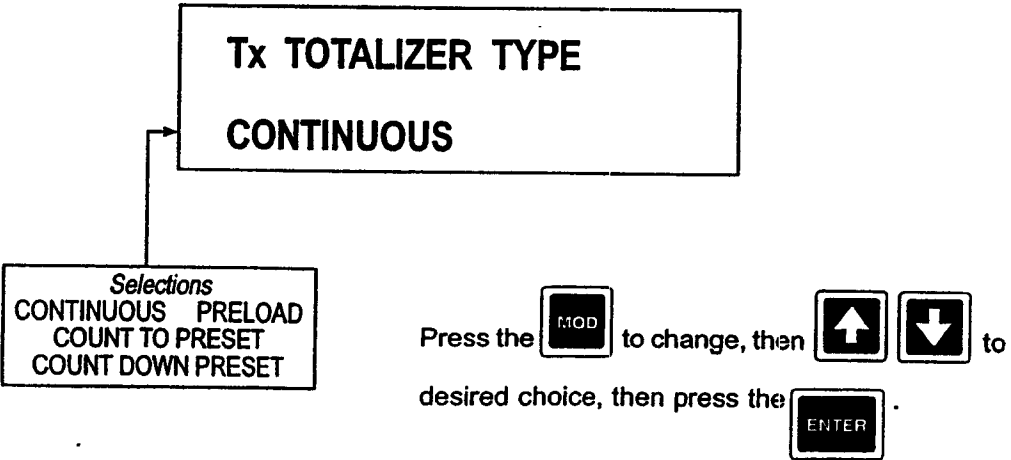 Tx TOTALIZER TYPE
CONTINUOUS
Selections
CONTINUOUS PRELOAD
COUNT TO PRESET
COUNT DOWN PRESET
Press the MOD to change, then to
desired choice, then press the ENTER .